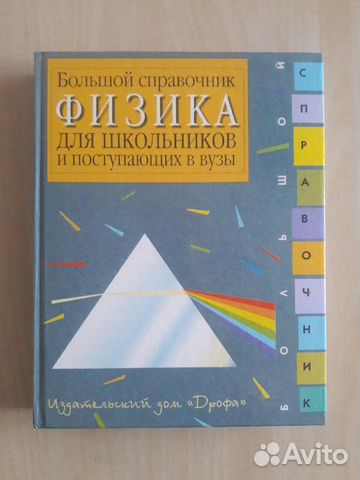 Большой справочник
ФИЗИКА
ДЛЯ ШКОЛЬНИКОВ
И ПОСТУПАЮЩИХ В ВУЗЫ
БОЛЬШОЙ
СПРАВОЧНИК
Издательский дом «Дрофа»
Avito